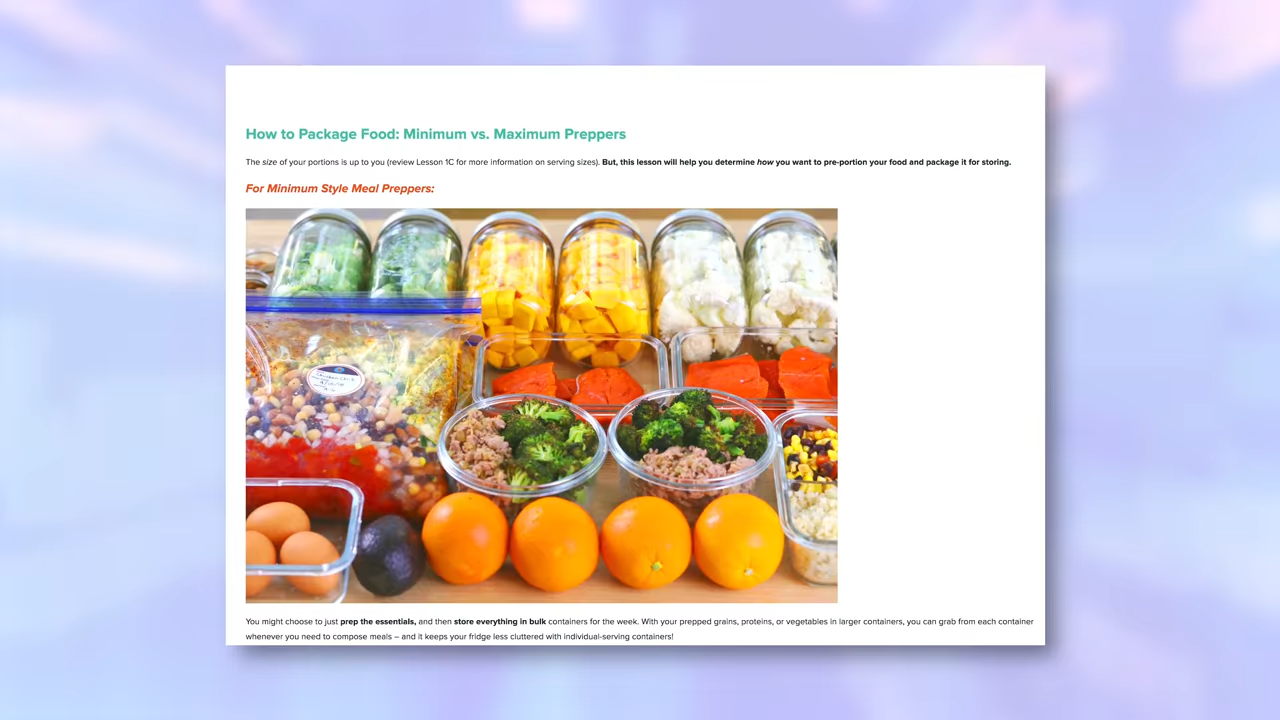 How to Package Food: Minimum vs. Maximum Preppers
The size of your portions is up to you (review Lesson 1C for more information on serving sizes). But, this lesson will help you determine how you want to pre-portion your food and package it for storing.
For Minimum Style Meal Preppers:
You might choose to just prep the essentials, and then store everything in bulk containers for the week. With your prepped grains, proteins, or vegetables in larger containers, you can grab from each container
whenever you need to compose meals – and it keeps your fridge less cluttered with individual-serving containers!